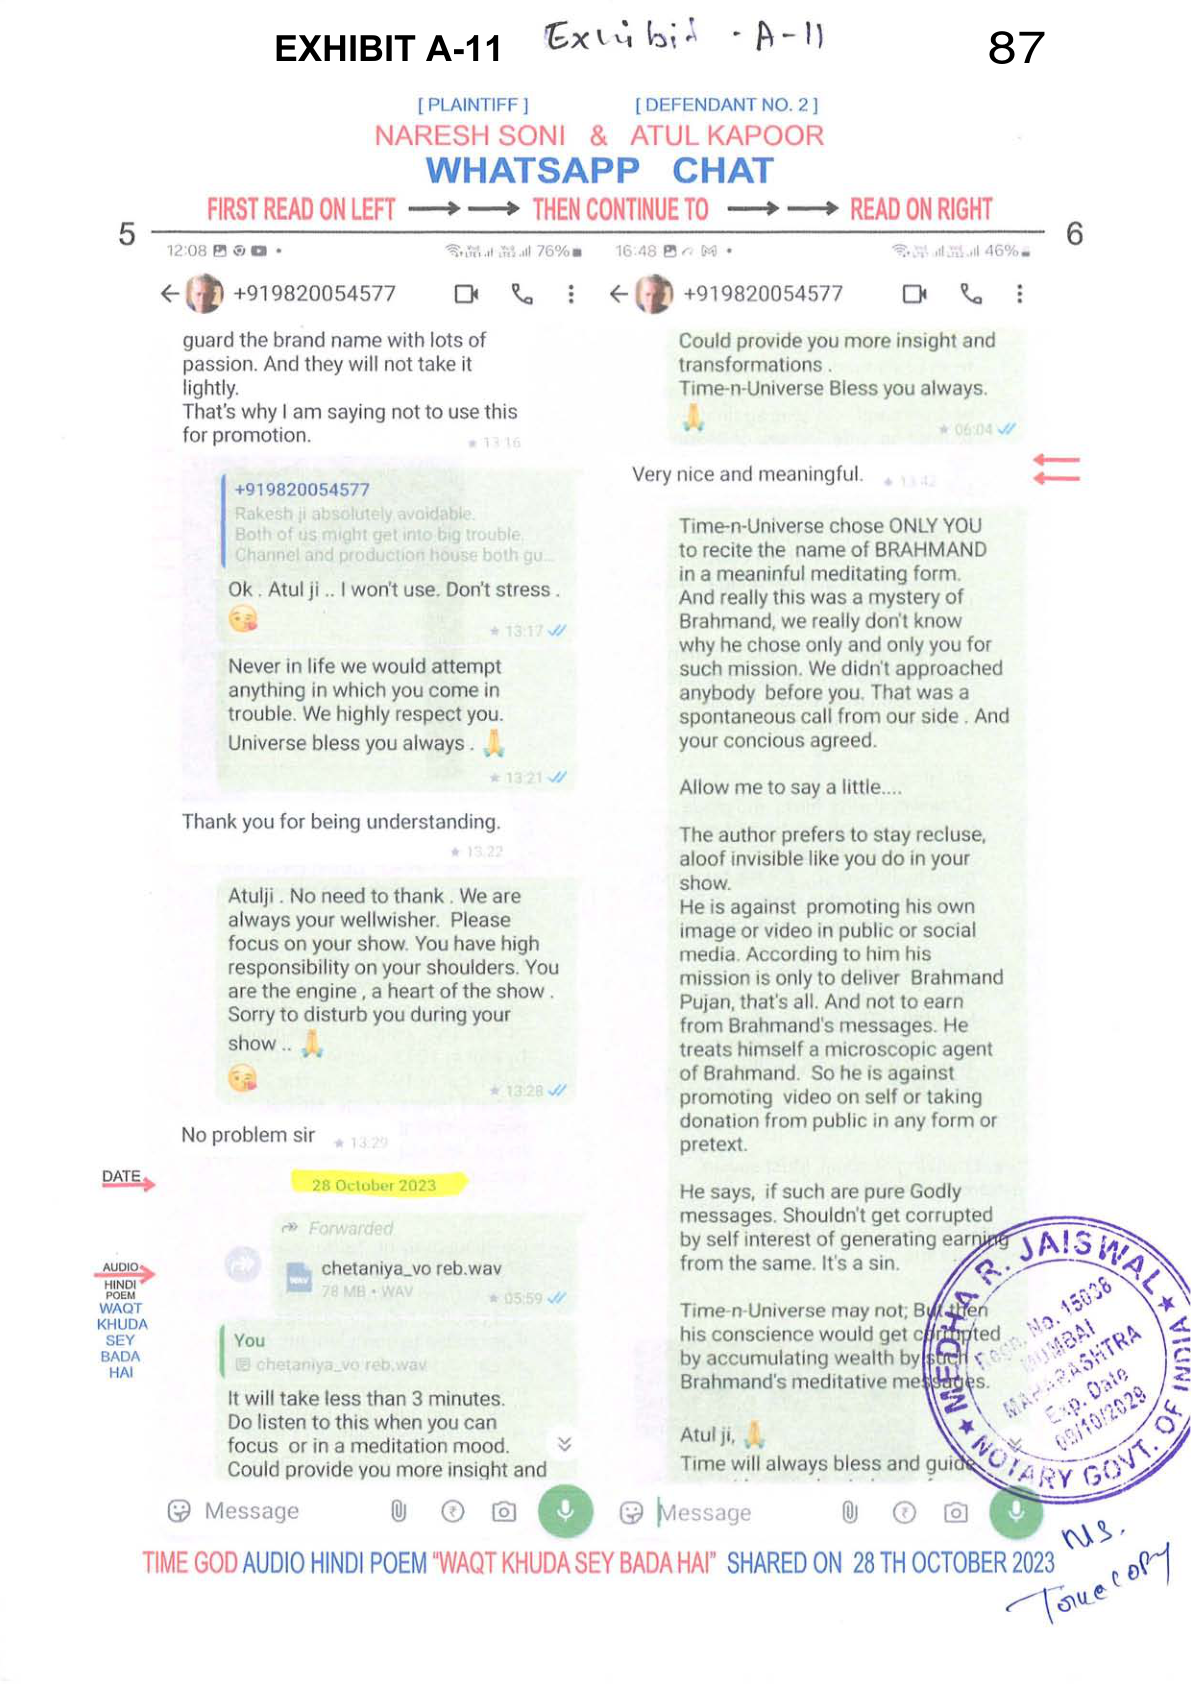 EXHIBIT A-11 Exhibit - A-11 87
[ PLAINTIFF ] [ DEFENDANT NO. 2 ]
NARESH SONI & ATUL KAPOOR
WHATSAPP CHAT
FIRST READ ON LEFT THEN CONTINUE TO READ ON RIGHT
5
12:08 76%
+919820054577
guard the brand name with lots of
passion. And they will not take it
lightly.
That's why I am saying not to use this
for promotion.
13:16
+919820054577
Rakesh ji absolutely avoidable.
Both of us might get into big trouble.
Channel and production house both gu...
Ok . Atul ji .. I won't use. Don't stress .
😘
13:17
Never in life we would attempt
anything in which you come in
trouble. We highly respect you.
Universe bless you always . 🙏
13:21
Thank you for being understanding.
13:22
Atulji . No need to thank . We are
always your wellwisher. Please
focus on your show. You have high
responsibility on your shoulders. You
are the engine , a heart of the show .
Sorry to disturb you during your
show .. 🙏
😘
13:28
No problem sir 13:29
DATE
28 October 2023
Forwarded
AUDIO
HINDI
POEM
WAQT
KHUDA
SEY
BADA
HAI
chetaniya_vo reb.wav
WAV
78 MB • WAV 05:59
You
chetaniya_vo reb.wav
It will take less than 3 minutes.
Do listen to this when you can
focus or in a meditation mood.
Could provide you more insight and
Message
6
16:48 46%
+919820054577
Could provide you more insight and
transformations .
Time-n-Universe Bless you always.
🙏
06:04
Very nice and meaningful. 13:42
Time-n-Universe chose ONLY YOU
to recite the name of BRAHMAND
in a meaninful meditating form.
And really this was a mystery of
Brahmand, we really don't know
why he chose only and only you for
such mission. We didn't approached
anybody before you. That was a
spontaneous call from our side . And
your concious agreed.
Allow me to say a little....
The author prefers to stay recluse,
aloof invisible like you do in your
show.
He is against promoting his own
image or video in public or social
media. According to him his
mission is only to deliver Brahmand
Pujan, that's all. And not to earn
from Brahmand's messages. He
treats himself a microscopic agent
of Brahmand. So he is against
promoting video on self or taking
donation from public in any form or
pretext.
He says, if such are pure Godly
messages. Shouldn't get corrupted
by self interest of generating earning
from the same. It's a sin.
Time-n-Universe may not; But then
his conscience would get corrupted
by accumulating wealth by such
Brahmand's meditative messages.
Atul ji, 🙏
Time will always bless and guide
Message
MEDHA R. JAISWAL
NOTARY GOVT. OF INDIA
Regn. No. 15038
MUMBAI
MAHARASHTRA
Exp. Date
09/10/2029
TIME GOD AUDIO HINDI POEM "WAQT KHUDA SEY BADA HAI" SHARED ON 28 TH OCTOBER 2023
True copy